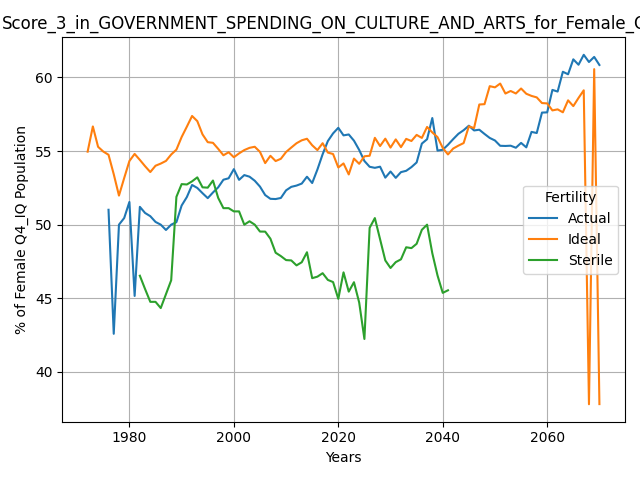 Score_3_in_GOVERNMENT_SPENDING_ON_CULTURE_AND_ARTS_for_Female_
% of Female Q4_IQ Population
60
55
50
45
40
Fertility
Actual
Ideal
Sterile
1980
2000
2020
2040
2060
Years